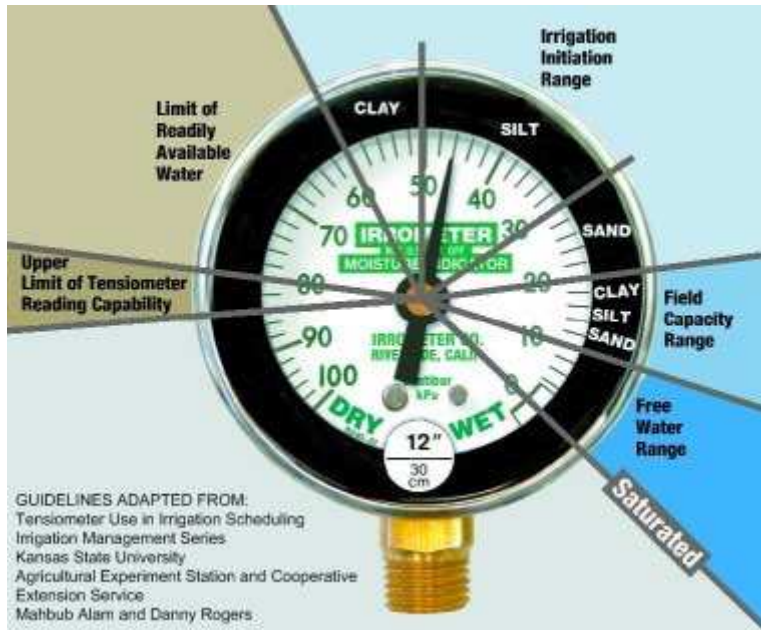 Irrigation
Initiation
Range
CLAY
SILT
Limit of
Readily
Available
Water
50
60
40
70
30
IRROMETER
SAND
MOISTURE INDICATOR
Upper
Limit of Tensiometer
Reading Capability
80
20
CLAY
SILT
SAND
Field
Capacity
Range
90
10
IRROMETER CO.
RIVERSIDE, CALIF.
100
0
kPa
DRY
WET
Free
Water
Range
12"
30
cm
Saturated
GUIDELINES ADAPTED FROM:
Tensiometer Use in Irrigation Scheduling
Irrigation Management Series
Kansas State University
Agricultural Experiment Station and Cooperative
Extension Service
Mahbub Alam and Danny Rogers